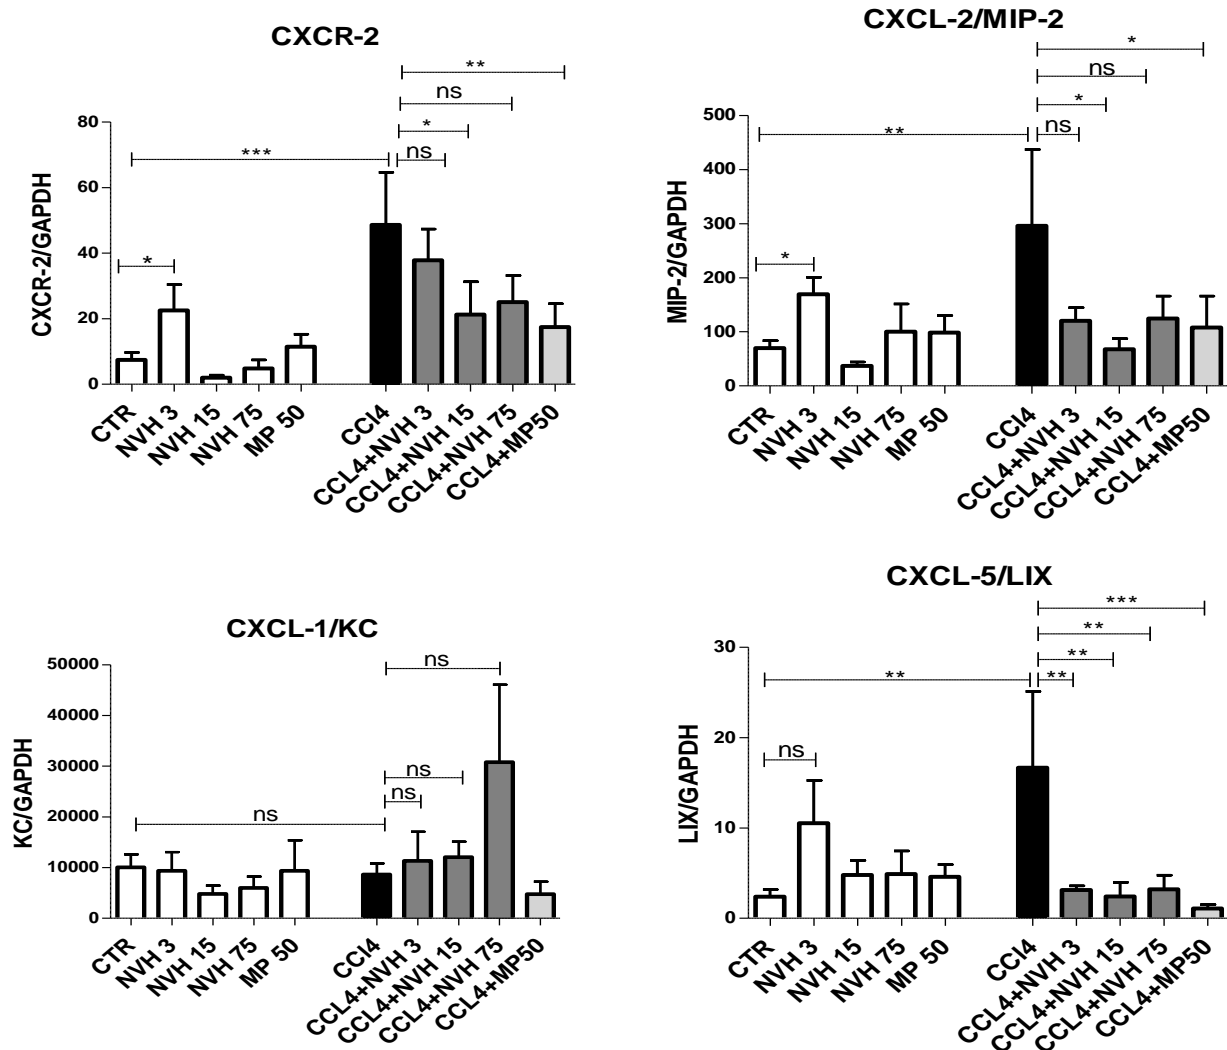 CXCR-2
**
ns
*
ns
***
*
CXCR-2/GAPDH
80
60
40
20
0
CTR
NVH 3
NVH 15
NVH 75
MP 50
CCl4
CCL4+NVH 3
CCL4+NVH 15
CCL4+NVH 75
CCL4+MP50
CXCL-2/MIP-2
*
ns
*
ns
**
*
MIP-2/GAPDH
500
400
300
200
100
0
CTR
NVH 3
NVH 15
NVH 75
MP 50
CCl4
CCL4+NVH 3
CCL4+NVH 15
CCL4+NVH 75
CCL4+MP50
CXCL-1/KC
ns
ns
ns
ns
KC/GAPDH
50000
40000
30000
20000
10000
0
CTR
NVH 3
NVH 15
NVH 75
MP 50
CCl4
CCL4+NVH 3
CCL4+NVH 15
CCL4+NVH 75
CCL4+MP50
CXCL-5/LIX
***
**
**
**
**
ns
LIX/GAPDH
30
20
10
0
CTR
NVH 3
NVH 15
NVH 75
MP 50
CCl4
CCL4+NVH 3
CCL4+NVH 15
CCL4+NVH 75
CCL4+MP50